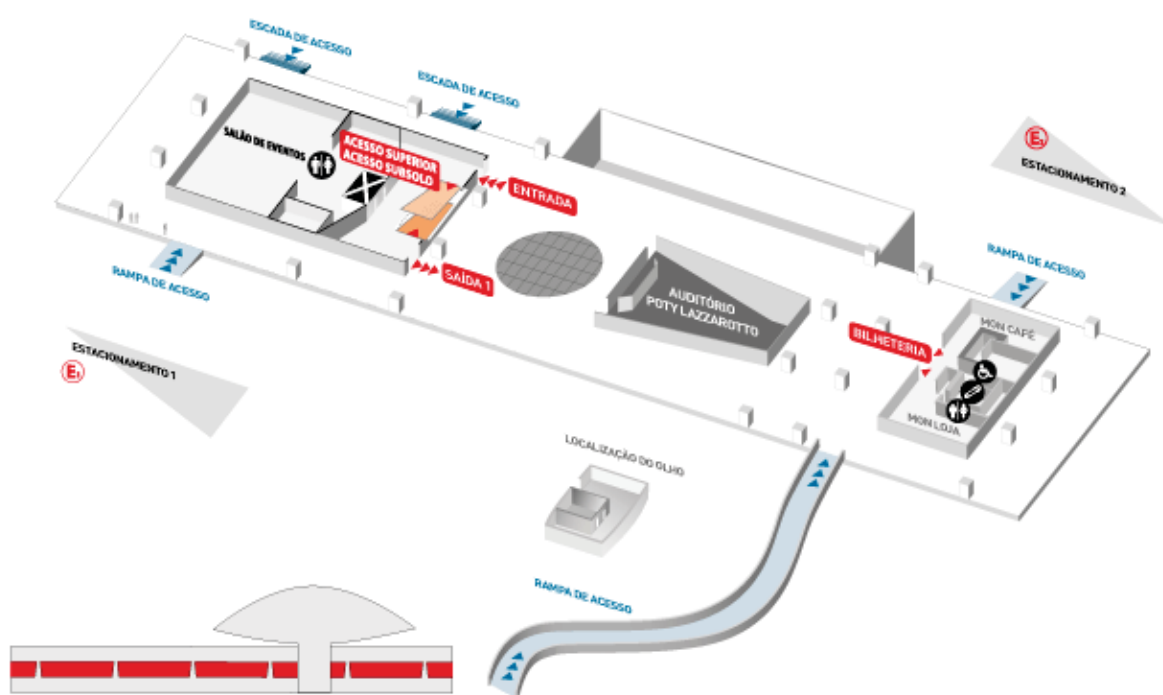 ESCADA DE ACESSO
ESCADA DE ACESSO
SALÃO DE EVENTOS
ACESSO SUPERIOR
ACESSO SUBSOLO
ENTRADA
E
ESTACIONAMENTO 2
RAMPA DE ACESSO
SAÍDA 1
RAMPA DE ACESSO
AUDITÓRIO
POTY LAZZAROTTO
BILHETERIA
MON CAFÉ
ESTACIONAMENTO 1
E
MON LOJA
LOCALIZAÇÃO DO OLHO
RAMPA DE ACESSO